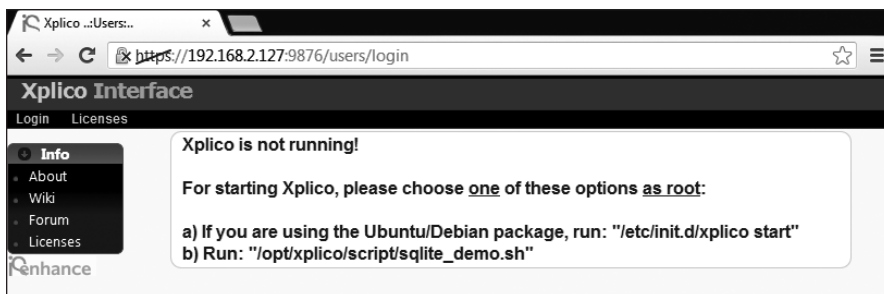 Xplico ..:Users:..
https://192.168.2.127:9876/users/login
Xplico Interface
Login Licenses
Info
About
Wiki
Forum
Licenses
enhance
Xplico is not running!
For starting Xplico, please choose one of these options as root:
a) If you are using the Ubuntu/Debian package, run: "/etc/init.d/xplico start"
b) Run: "/opt/xplico/script/sqlite_demo.sh"